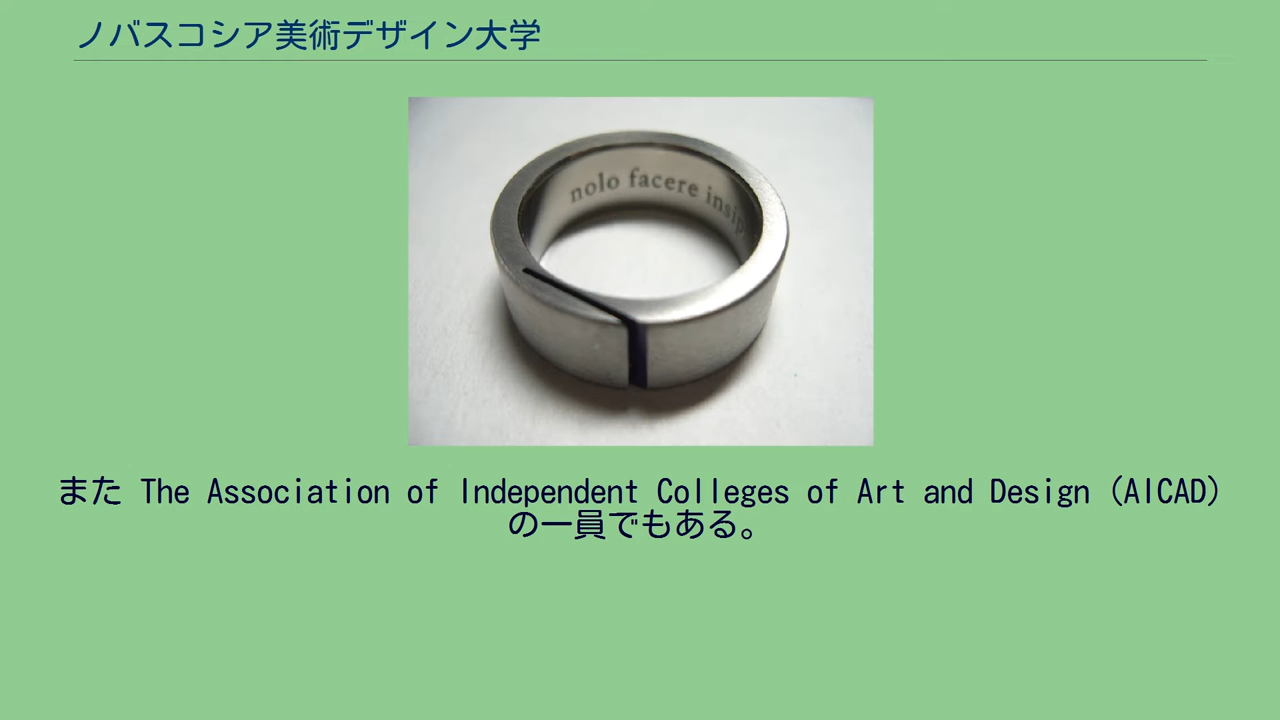 ノバスコシア美術デザイン大学
nolo facere insip
また The Association of Independent Colleges of Art and Design (AICAD)
の一員でもある。